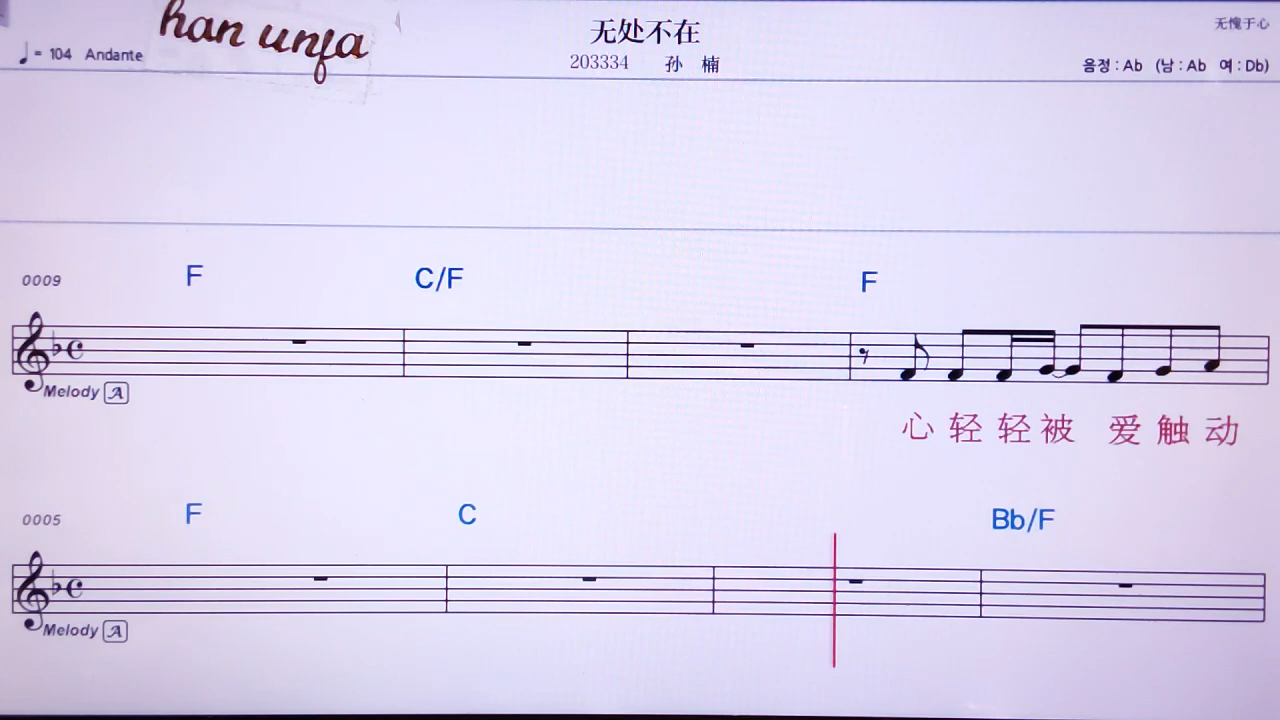 han unfa
无处不在
无愧于心
♩= 104 Andante
203334 孙 楠
음정 : Ab (남 : Ab 여 : Db)
0009 F C/F F
Melody A
心 轻 轻 被 爱 触 动
0005 F C Bb/F
Melody A